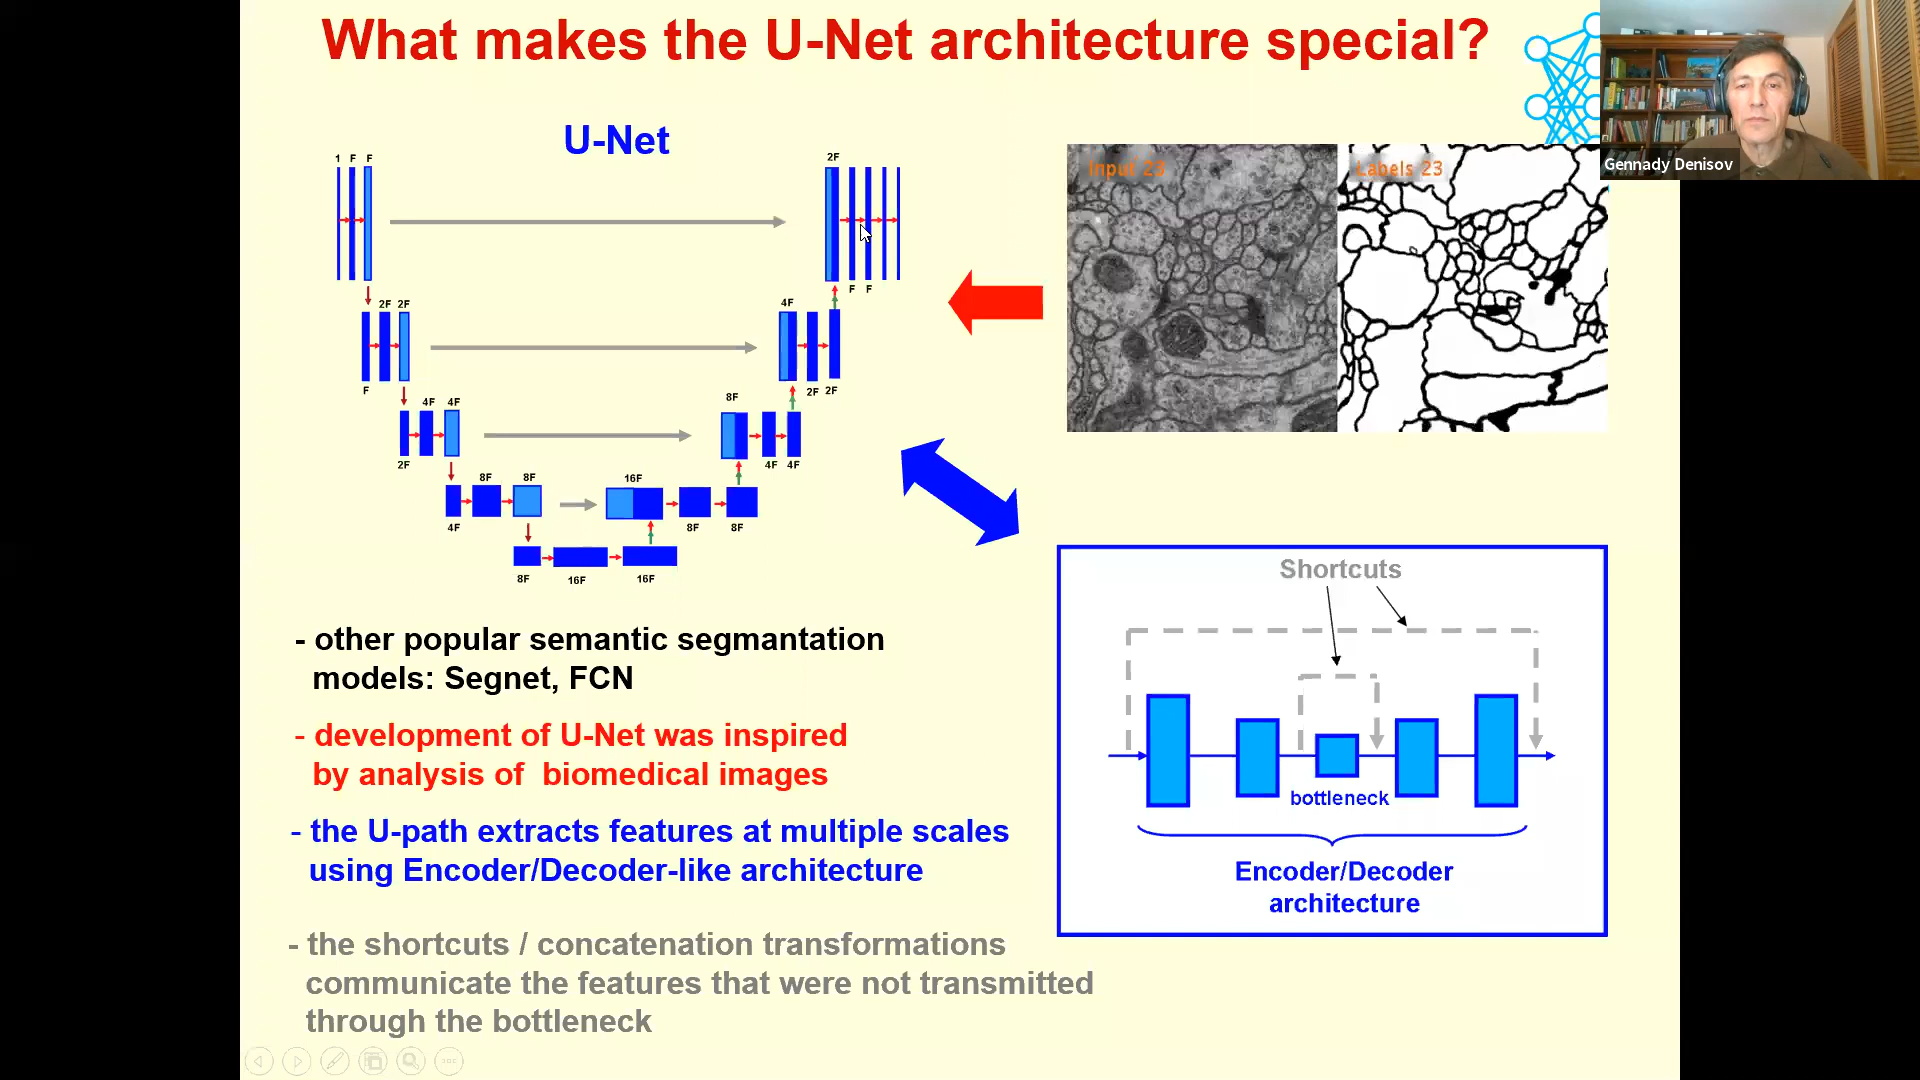 What makes the U-Net architecture special?
Gennady Denisov
U-Net
1 F F
2F
Input 23
Labels 23
F F
2F 2F
4F
F
2F 2F
4F 4F
8F
2F
4F 4F
8F 8F
16F
4F
8F 8F
8F 16F 16F
- other popular semantic segmantation
models: Segnet, FCN
- development of U-Net was inspired
by analysis of biomedical images
- the U-path extracts features at multiple scales
using Encoder/Decoder-like architecture
- the shortcuts / concatenation transformations
communicate the features that were not transmitted
through the bottleneck
Shortcuts
bottleneck
Encoder/Decoder
architecture